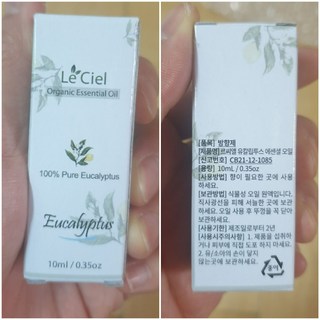 Le Ciel
Organic Essential Oil
100% Pure Eucalyptus
Eucalyptus
10ml / 0.35oz
[품목] 방향제
[제품명] 르씨엘 유칼립투스 에센셜 오일
[신고번호] CB21-12-1085
[용량] 10mL / 0.35oz
[사용방법] 향이 필요한 곳에 사용
하세요.
[보관방법] 식물성 오일 원액입니다.
직사광선을 피해 서늘한 곳에 보관
하세요. 오일 사용 후 뚜껑을 꼭 닫아
보관하세요.
[사용기한] 제조일로부터 2년
[사용시주의사항] 1. 제품을 섭취하
거나 피부에 직접 도포 하지 마세요.
2. 유/소아의 손이 닿지
않는곳에 보관하세요.
종이